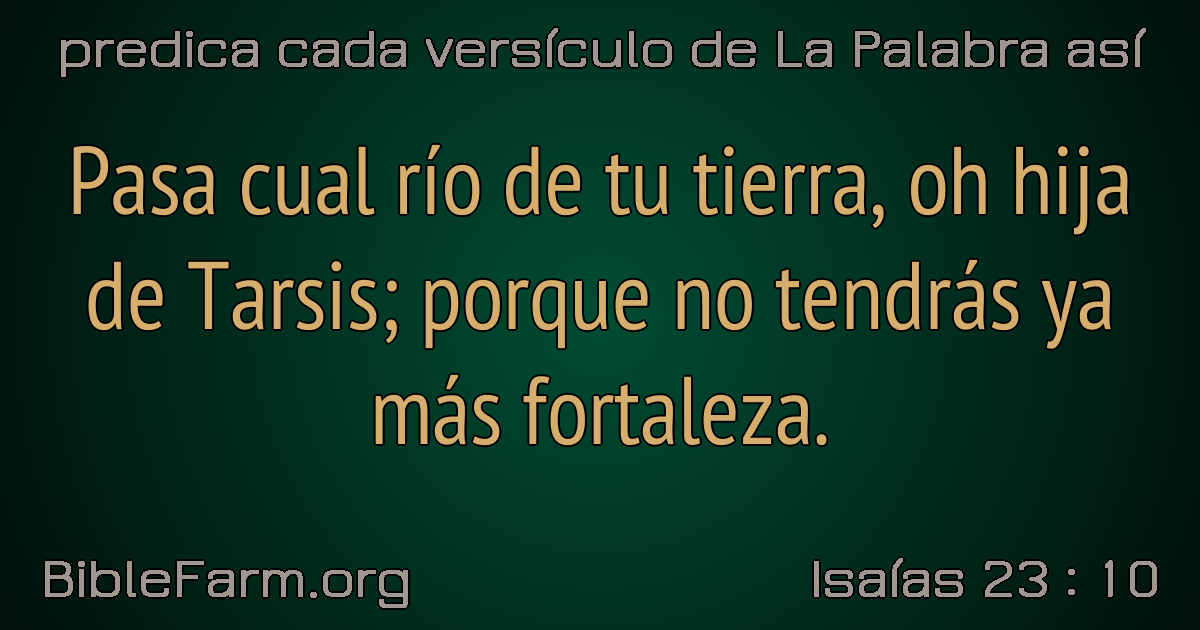 predica cada versículo de La Palabra así
Pasa cual río de tu tierra, oh hija
de Tarsis; porque no tendrás ya
más fortaleza.
BibleFarm.org
Isaías 23 : 10